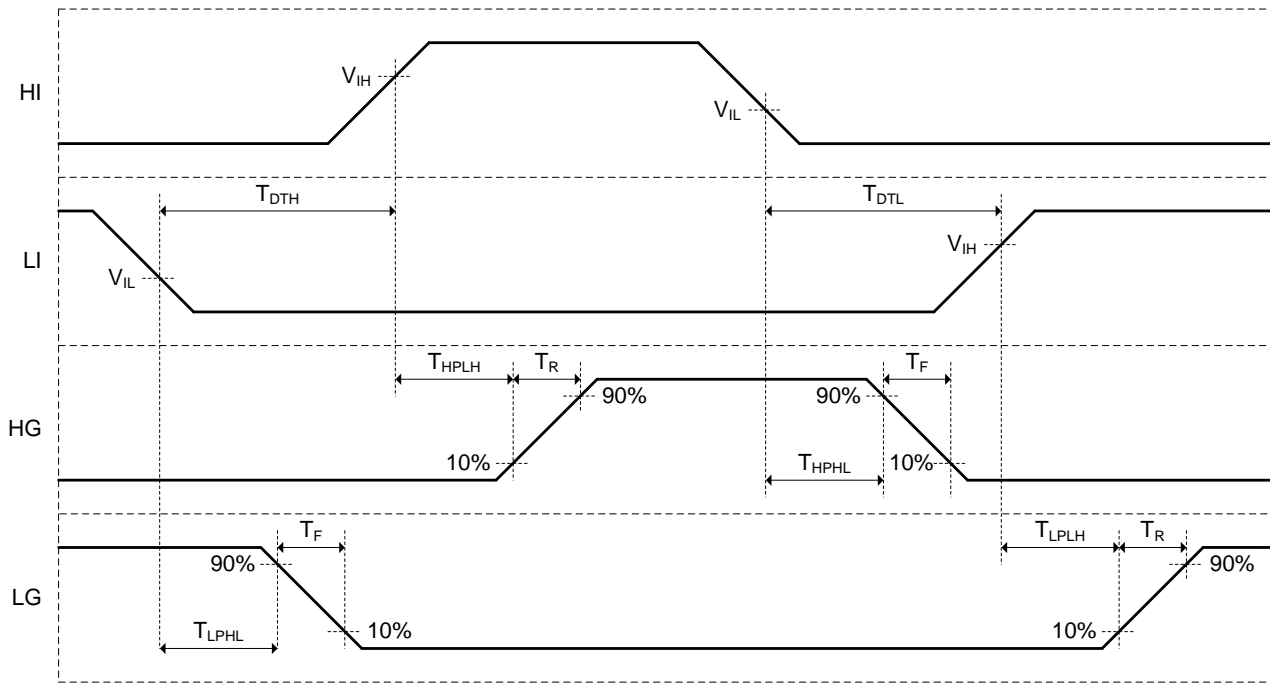 HI
V_IH
V_IL
T_DTH
T_DTL
LI
V_IL
V_IH
T_HPLH
T_R
T_F
HG
90%
90%
10%
10%
T_HPHL
T_F
T_LPLH
T_R
LG
90%
90%
10%
10%
T_LPHL